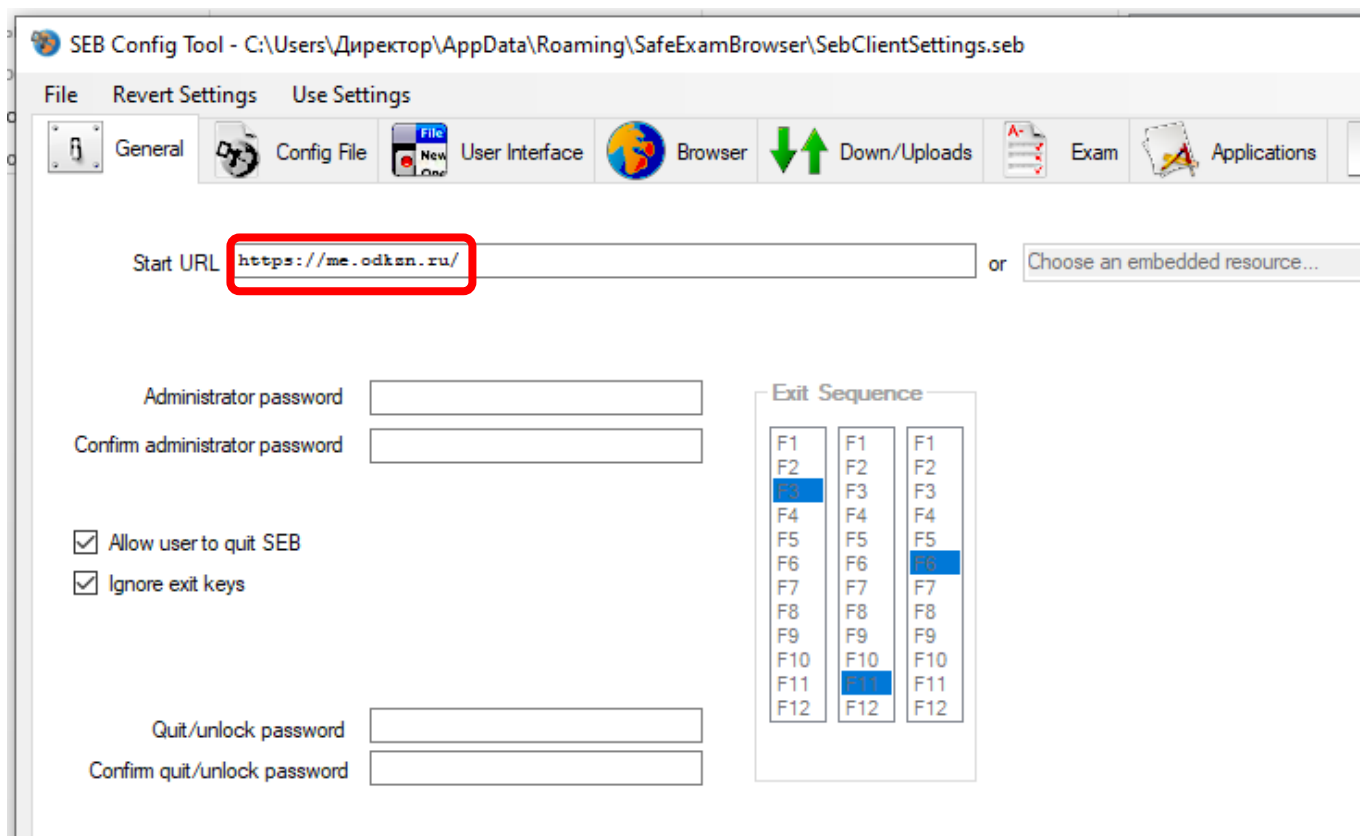 SEB Config Tool - C:\Users\Директор\AppData\Roaming\SafeExamBrowser\SebClientSettings.seb
File Revert Settings Use Settings
General Config File User Interface Browser Down/Uploads Exam Applications
Start URL https://me.odkzn.ru/ or Choose an embedded resource...
Administrator password
Confirm administrator password
Allow user to quit SEB
Ignore exit keys
Quit/unlock password
Confirm quit/unlock password
Exit Sequence
F1 F1 F1
F2 F2 F2
F3 F3 F3
F4 F4 F4
F5 F5 F5
F6 F6 F6
F7 F7 F7
F8 F8 F8
F9 F9 F9
F10 F10 F10
F11 F11 F11
F12 F12 F12